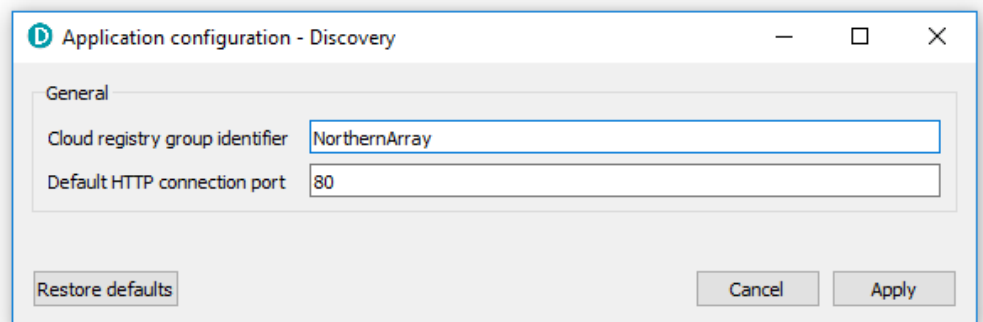 D Application configuration - Discovery
General
Cloud registry group identifier NorthernArray
Default HTTP connection port 80
Restore defaults Cancel Apply